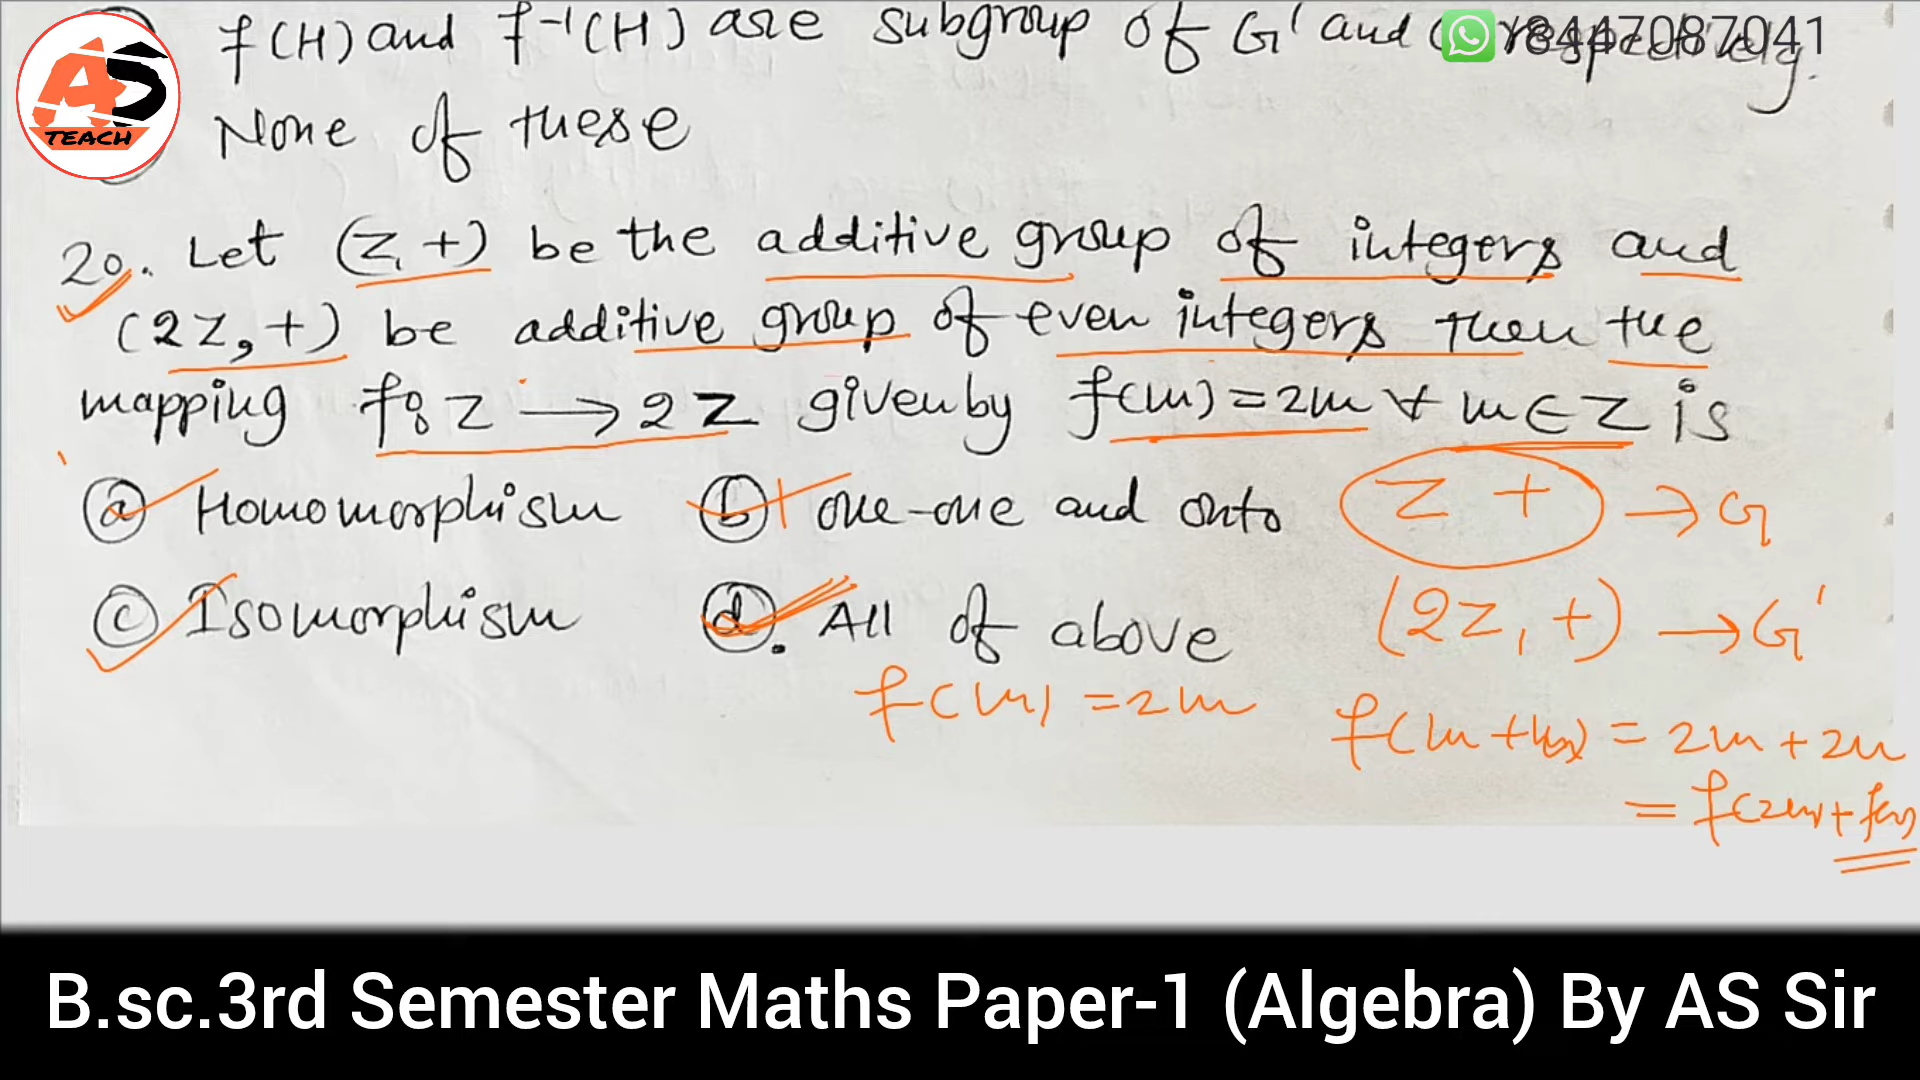 f(H) and f⁻¹(H) are subgroup of G' and respectively.
8447087041
AS
TEACH
None of these
20. Let (Z, +) be the additive group of integers and
(2Z, +) be additive group of even integers then the
mapping f: Z → 2Z given by f(m) = 2m ∀ m ∈ Z is
(a) Homomorphism (b) one-one and onto
Z + → G
(c) Isomorphism (d). All of above
(2Z, +) → G'
f(m) = 2m
= 2m + 2n
B.sc.3rd Semester Maths Paper-1 (Algebra) By AS Sir